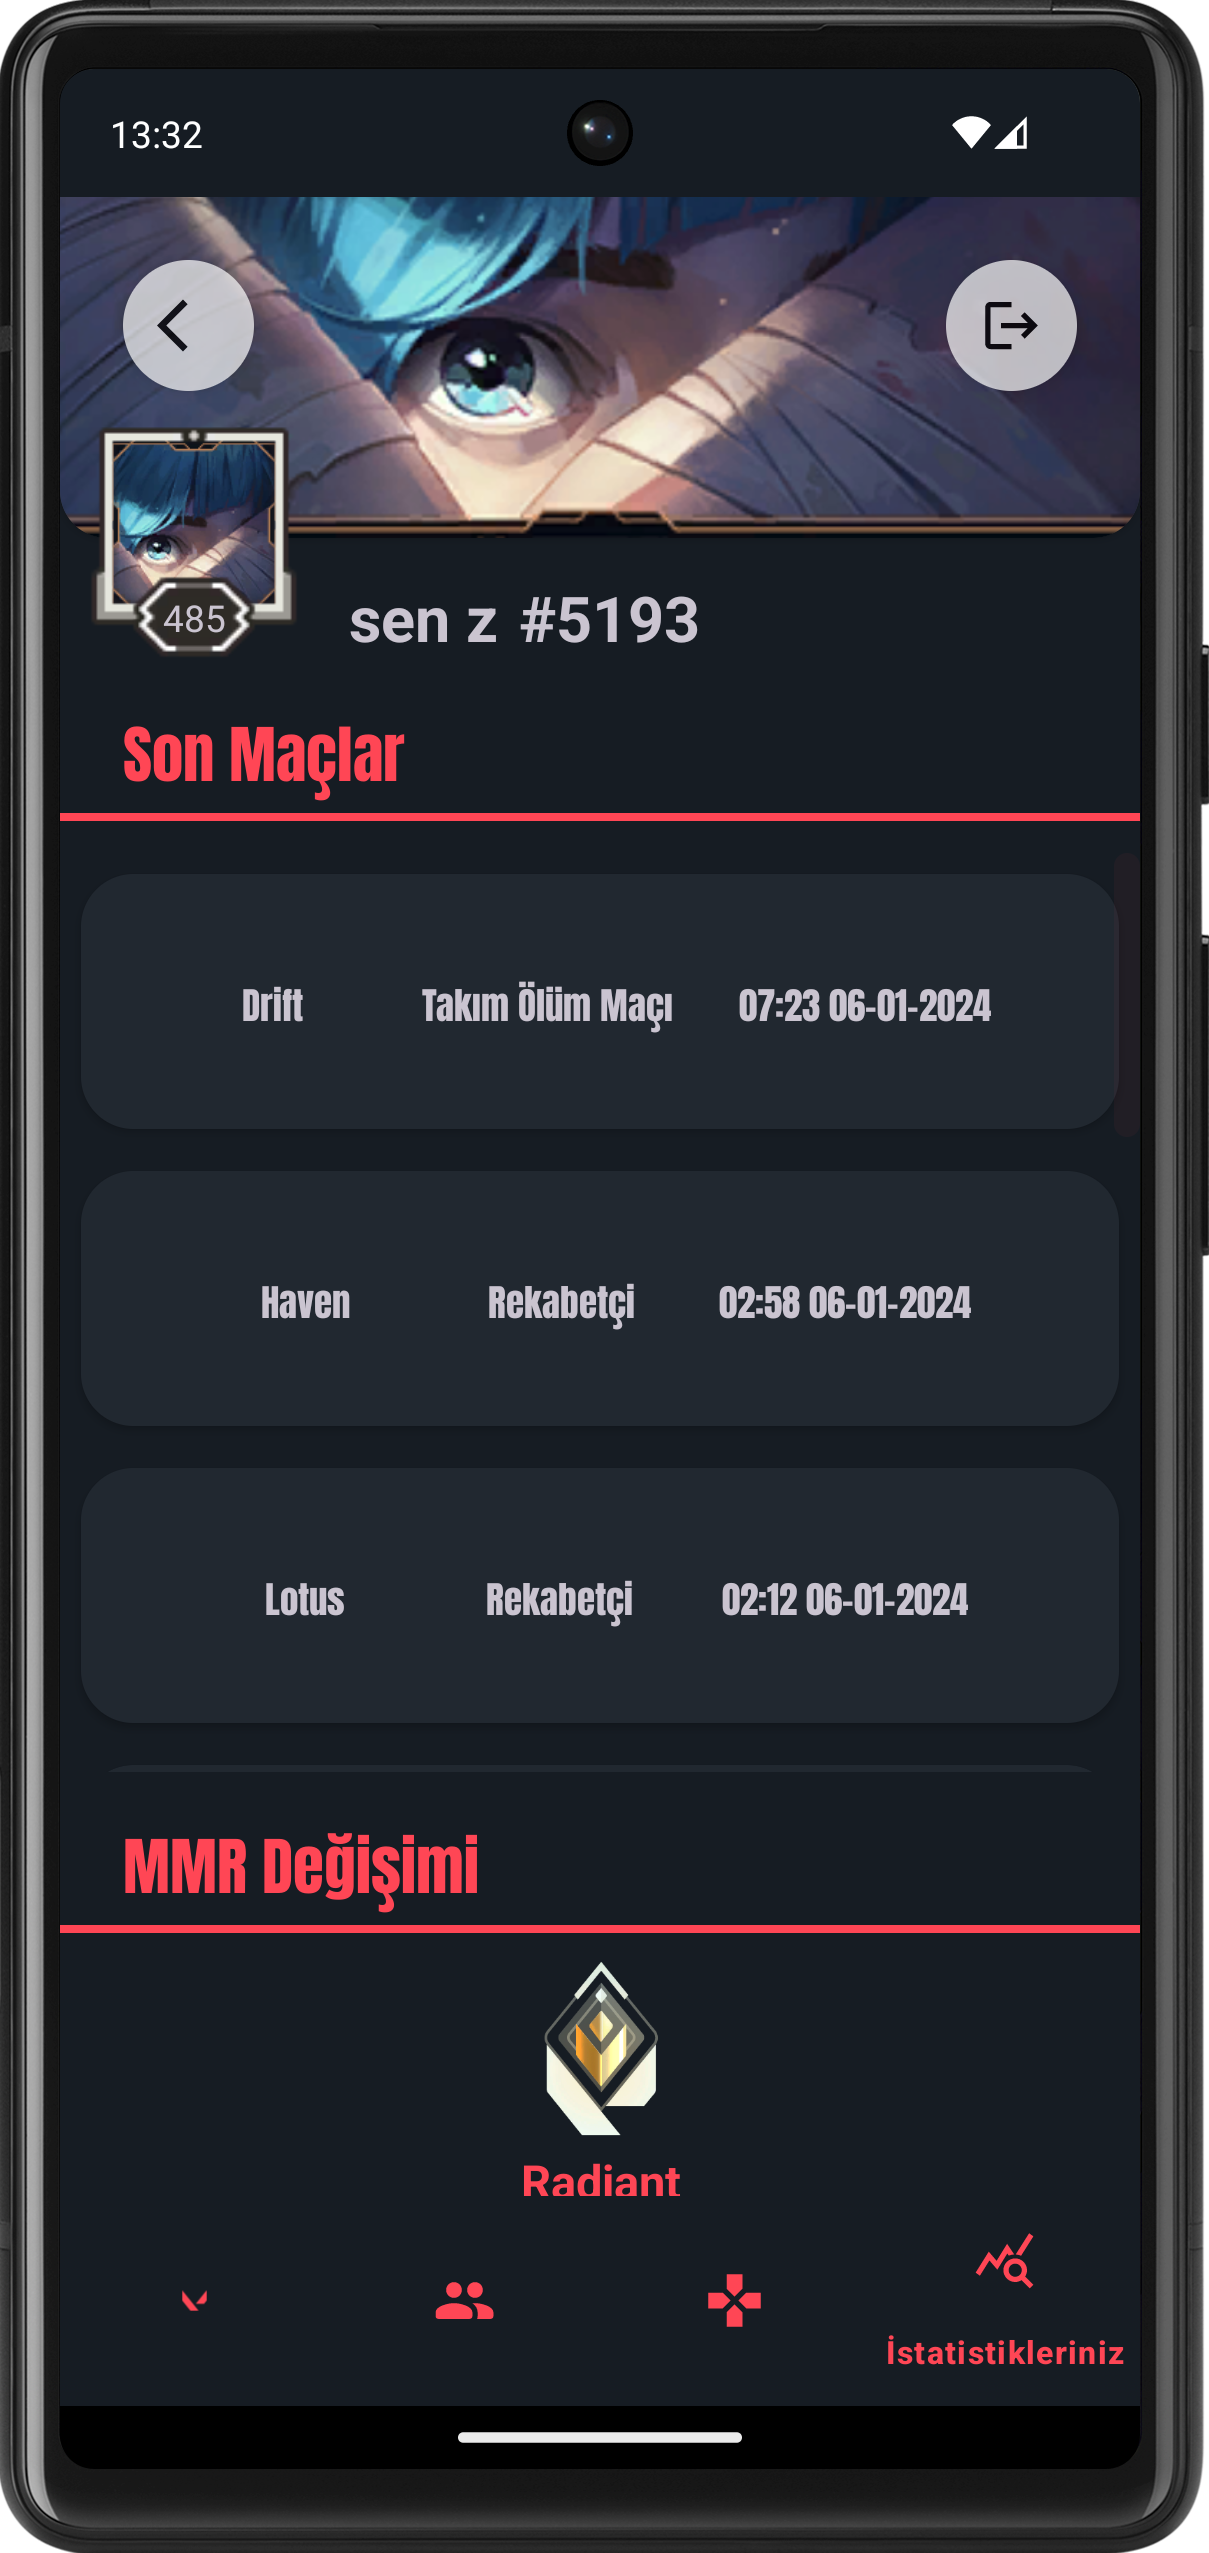 13:32
485
sen z #5193
Son Maçlar
Drift Takım Ölüm Maçı 07:23 06-01-2024
Haven Rekabetçi 02:58 06-01-2024
Lotus Rekabetçi 02:12 06-01-2024
MMR Değişimi
Radiant
İstatistikleriniz